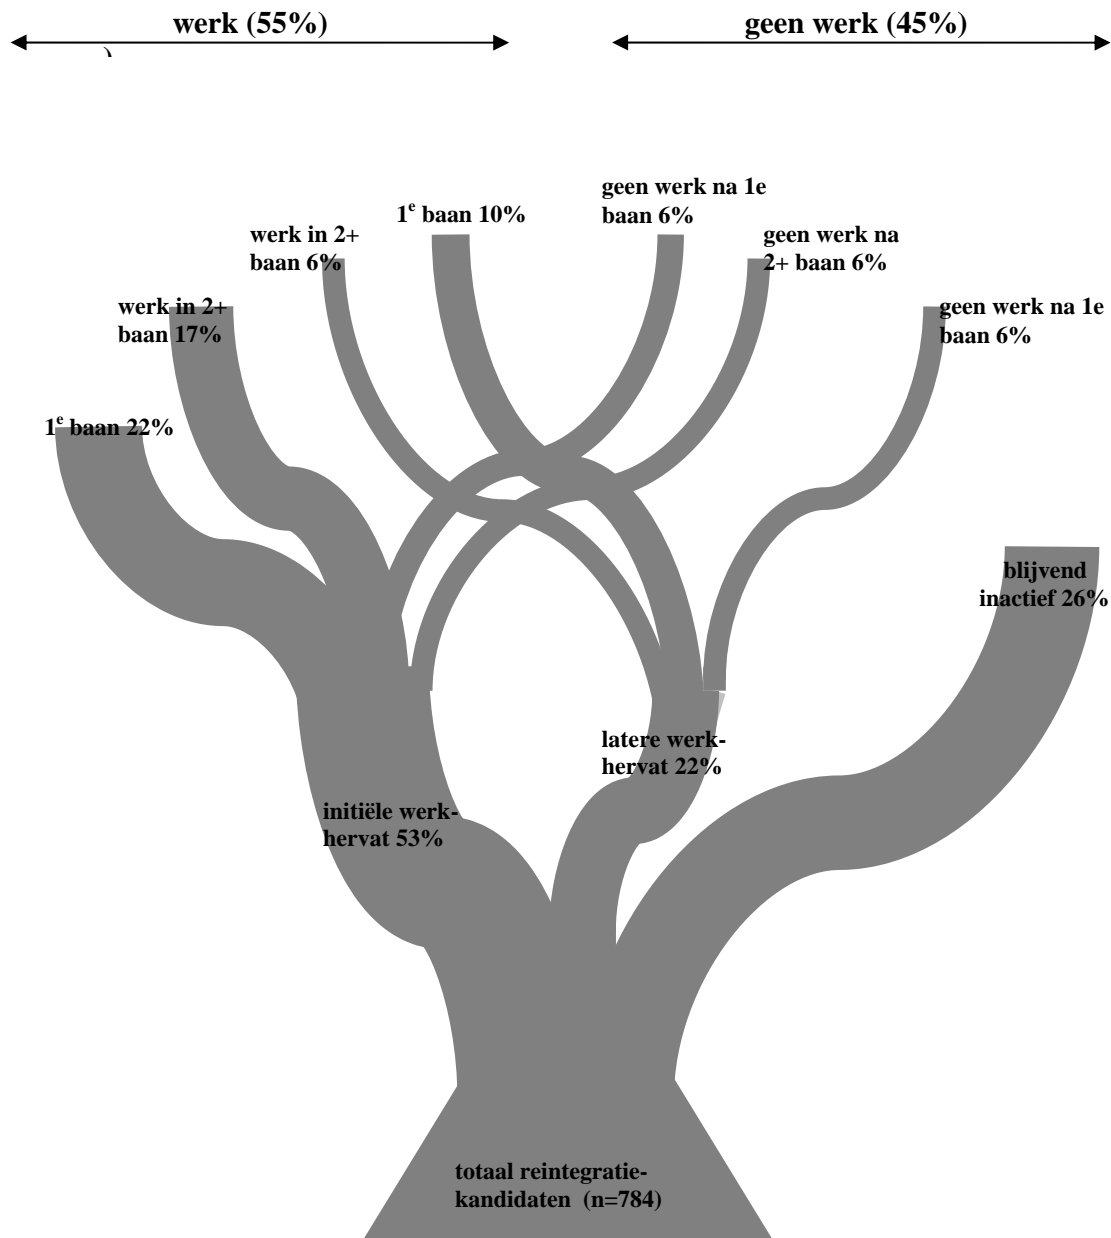 werk (55%)
geen werk (45%)
)
geen werk na 1e
baan 6%
1e baan 10%
werk in 2+
baan 6%
geen werk na
2+ baan 6%
werk in 2+
baan 17%
geen werk na 1e
baan 6%
1e baan 22%
blijvend
inactief 26%
latere werk-
hervat 22%
initiële werk-
hervat 53%
totaal reintegratie-
kandidaten (n=784)